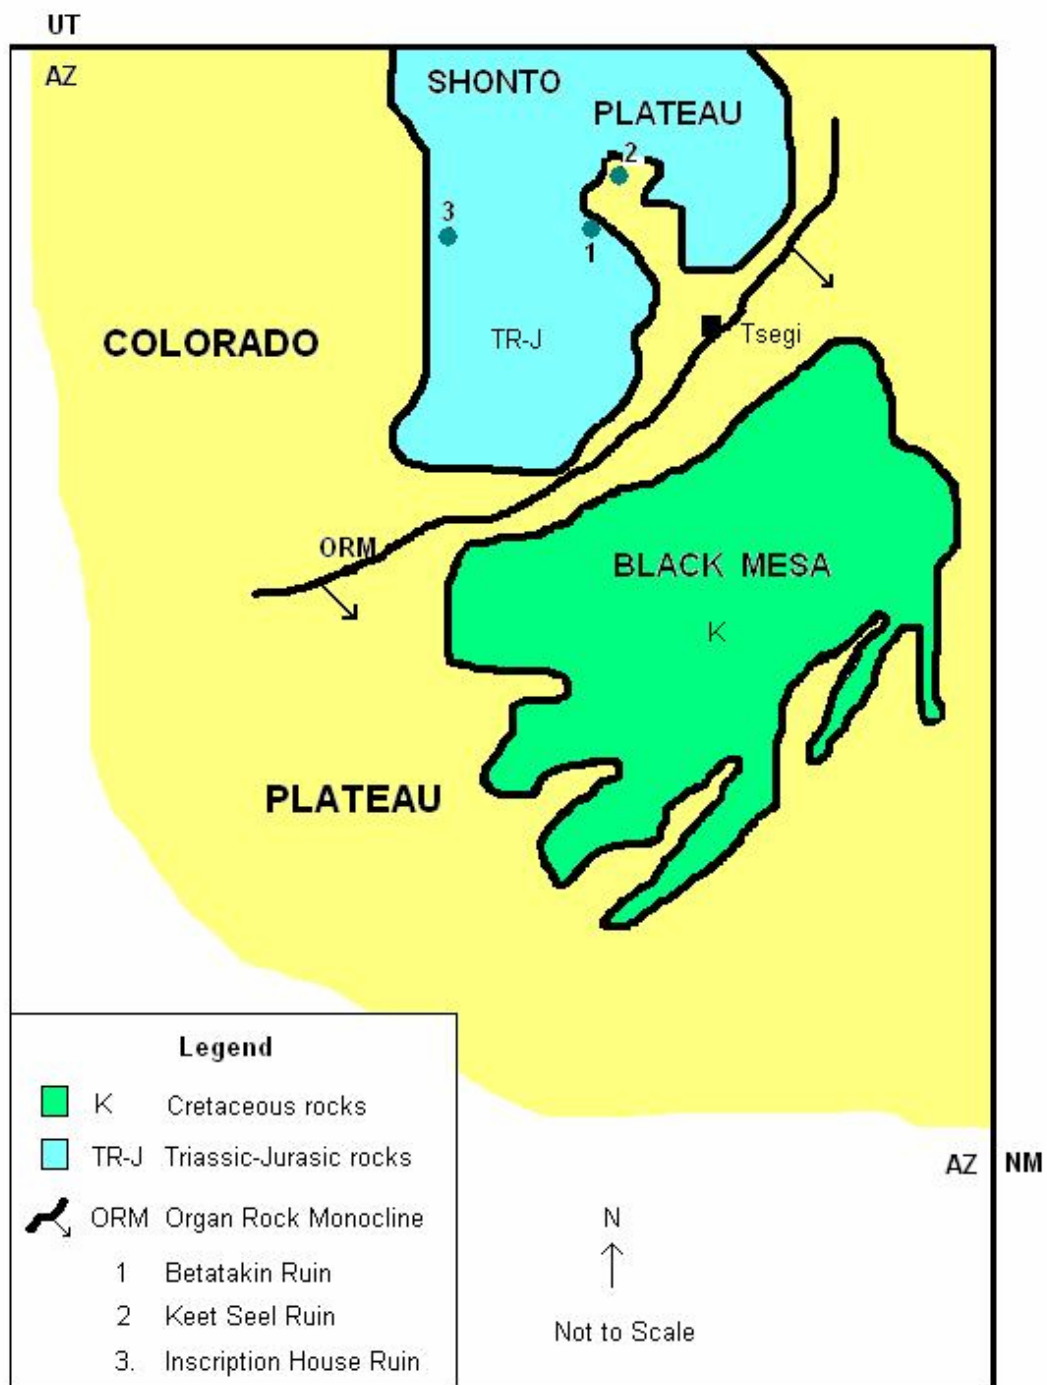 UT
AZ
SHONTO
PLATEAU
2
3
1
TR-J
Tsegi
COLORADO
ORM
BLACK MESA
K
PLATEAU
Legend
K Cretaceous rocks
TR-J Triassic-Jurasic rocks
ORM Organ Rock Monocline
1 Betatakin Ruin
2 Keet Seel Ruin
3. Inscription House Ruin
AZ NM
N
Not to Scale